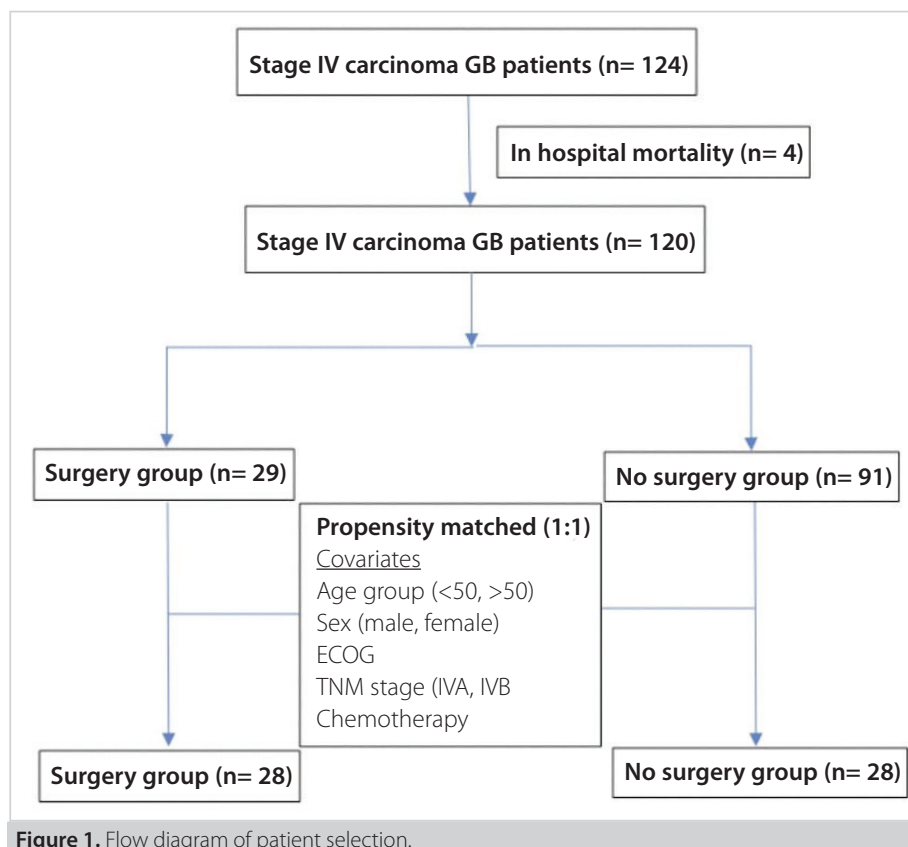 Stage IV carcinoma GB patients (n= 124)
In hospital mortality (n= 4)
Stage IV carcinoma GB patients (n= 120)
Surgery group (n= 29)
No surgery group (n= 91)
Propensity matched (1:1)
Covariates
Age group (<50, >50)
Sex (male, female)
ECOG
TNM stage (IVA, IVB
Chemotherapy
Surgery group (n= 28)
No surgery group (n= 28)
Figure 1. Flow diagram of patient selection.